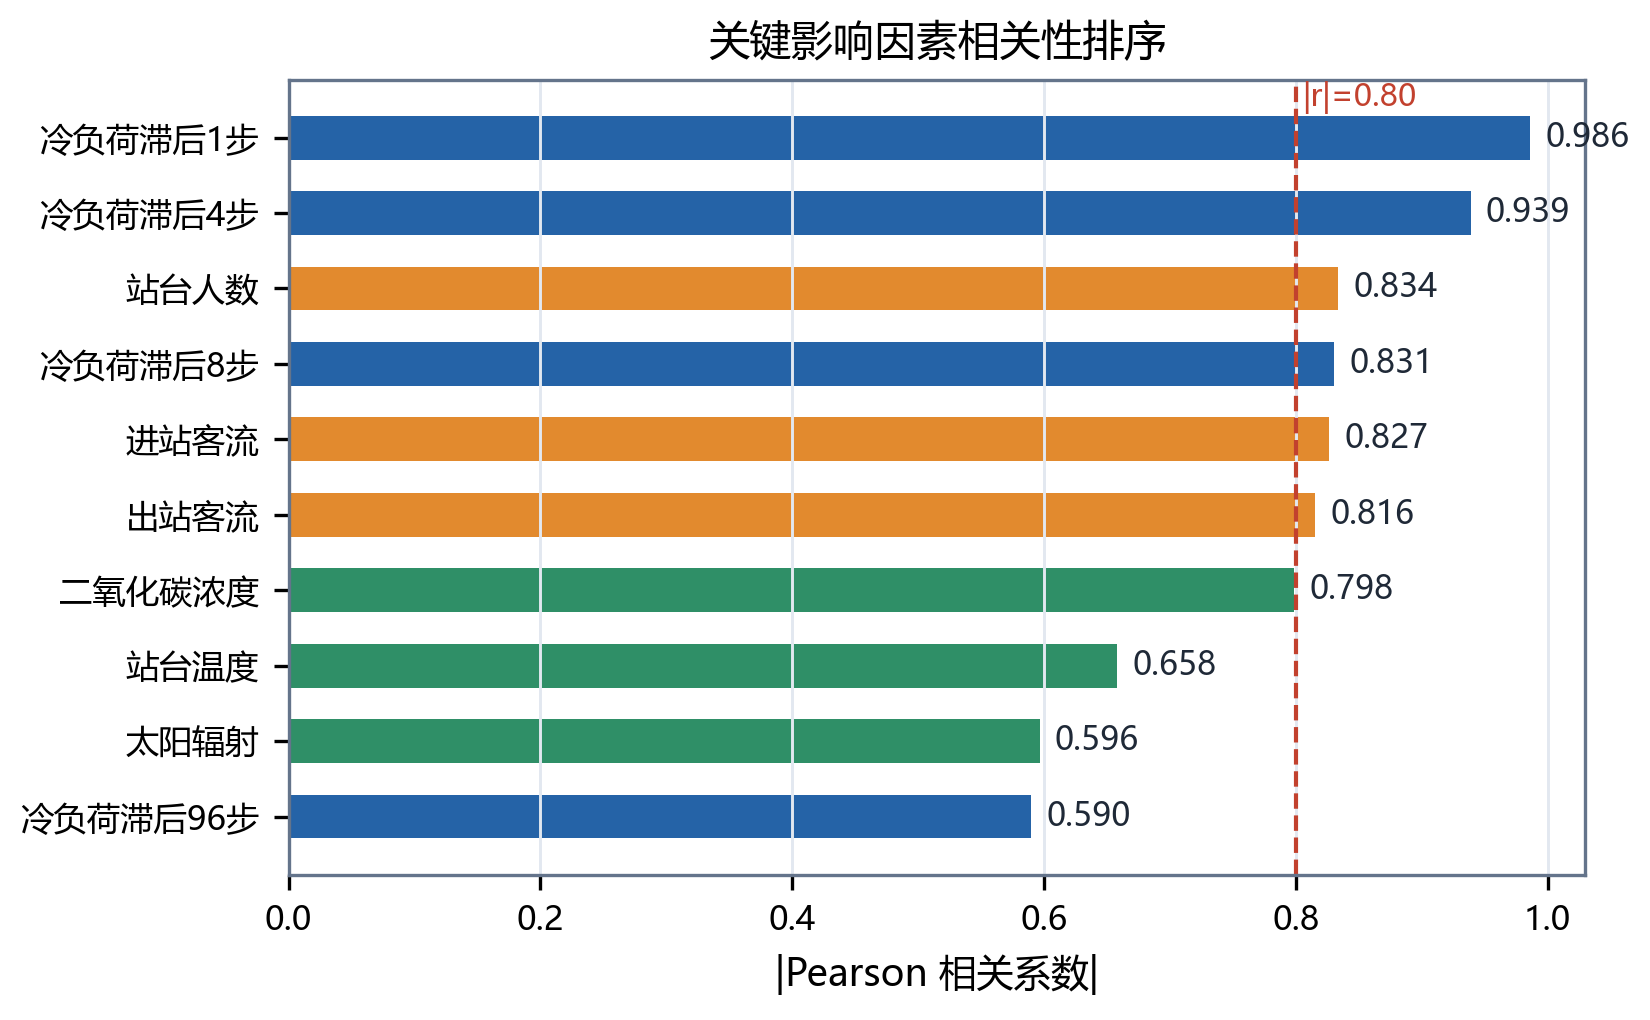 关键影响因素相关性排序
|r|=0.80
冷负荷滞后1步 0.986
冷负荷滞后4步 0.939
站台人数 0.834
冷负荷滞后8步 0.831
进站客流 0.827
出站客流 0.816
二氧化碳浓度 0.798
站台温度 0.658
太阳辐射 0.596
冷负荷滞后96步 0.590
0.0 0.2 0.4 0.6 0.8 1.0
|Pearson 相关系数|